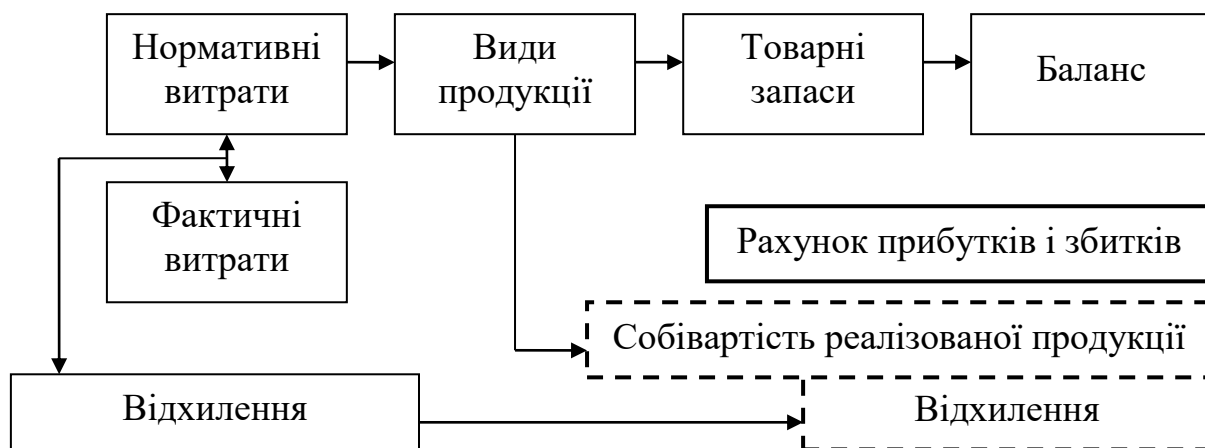 Нормативні
витрати
Види
продукції
Товарні
запаси
Баланс
Фактичні
витрати
Рахунок прибутків і збитків
Собівартість реалізованої продукції
Відхилення
Відхилення